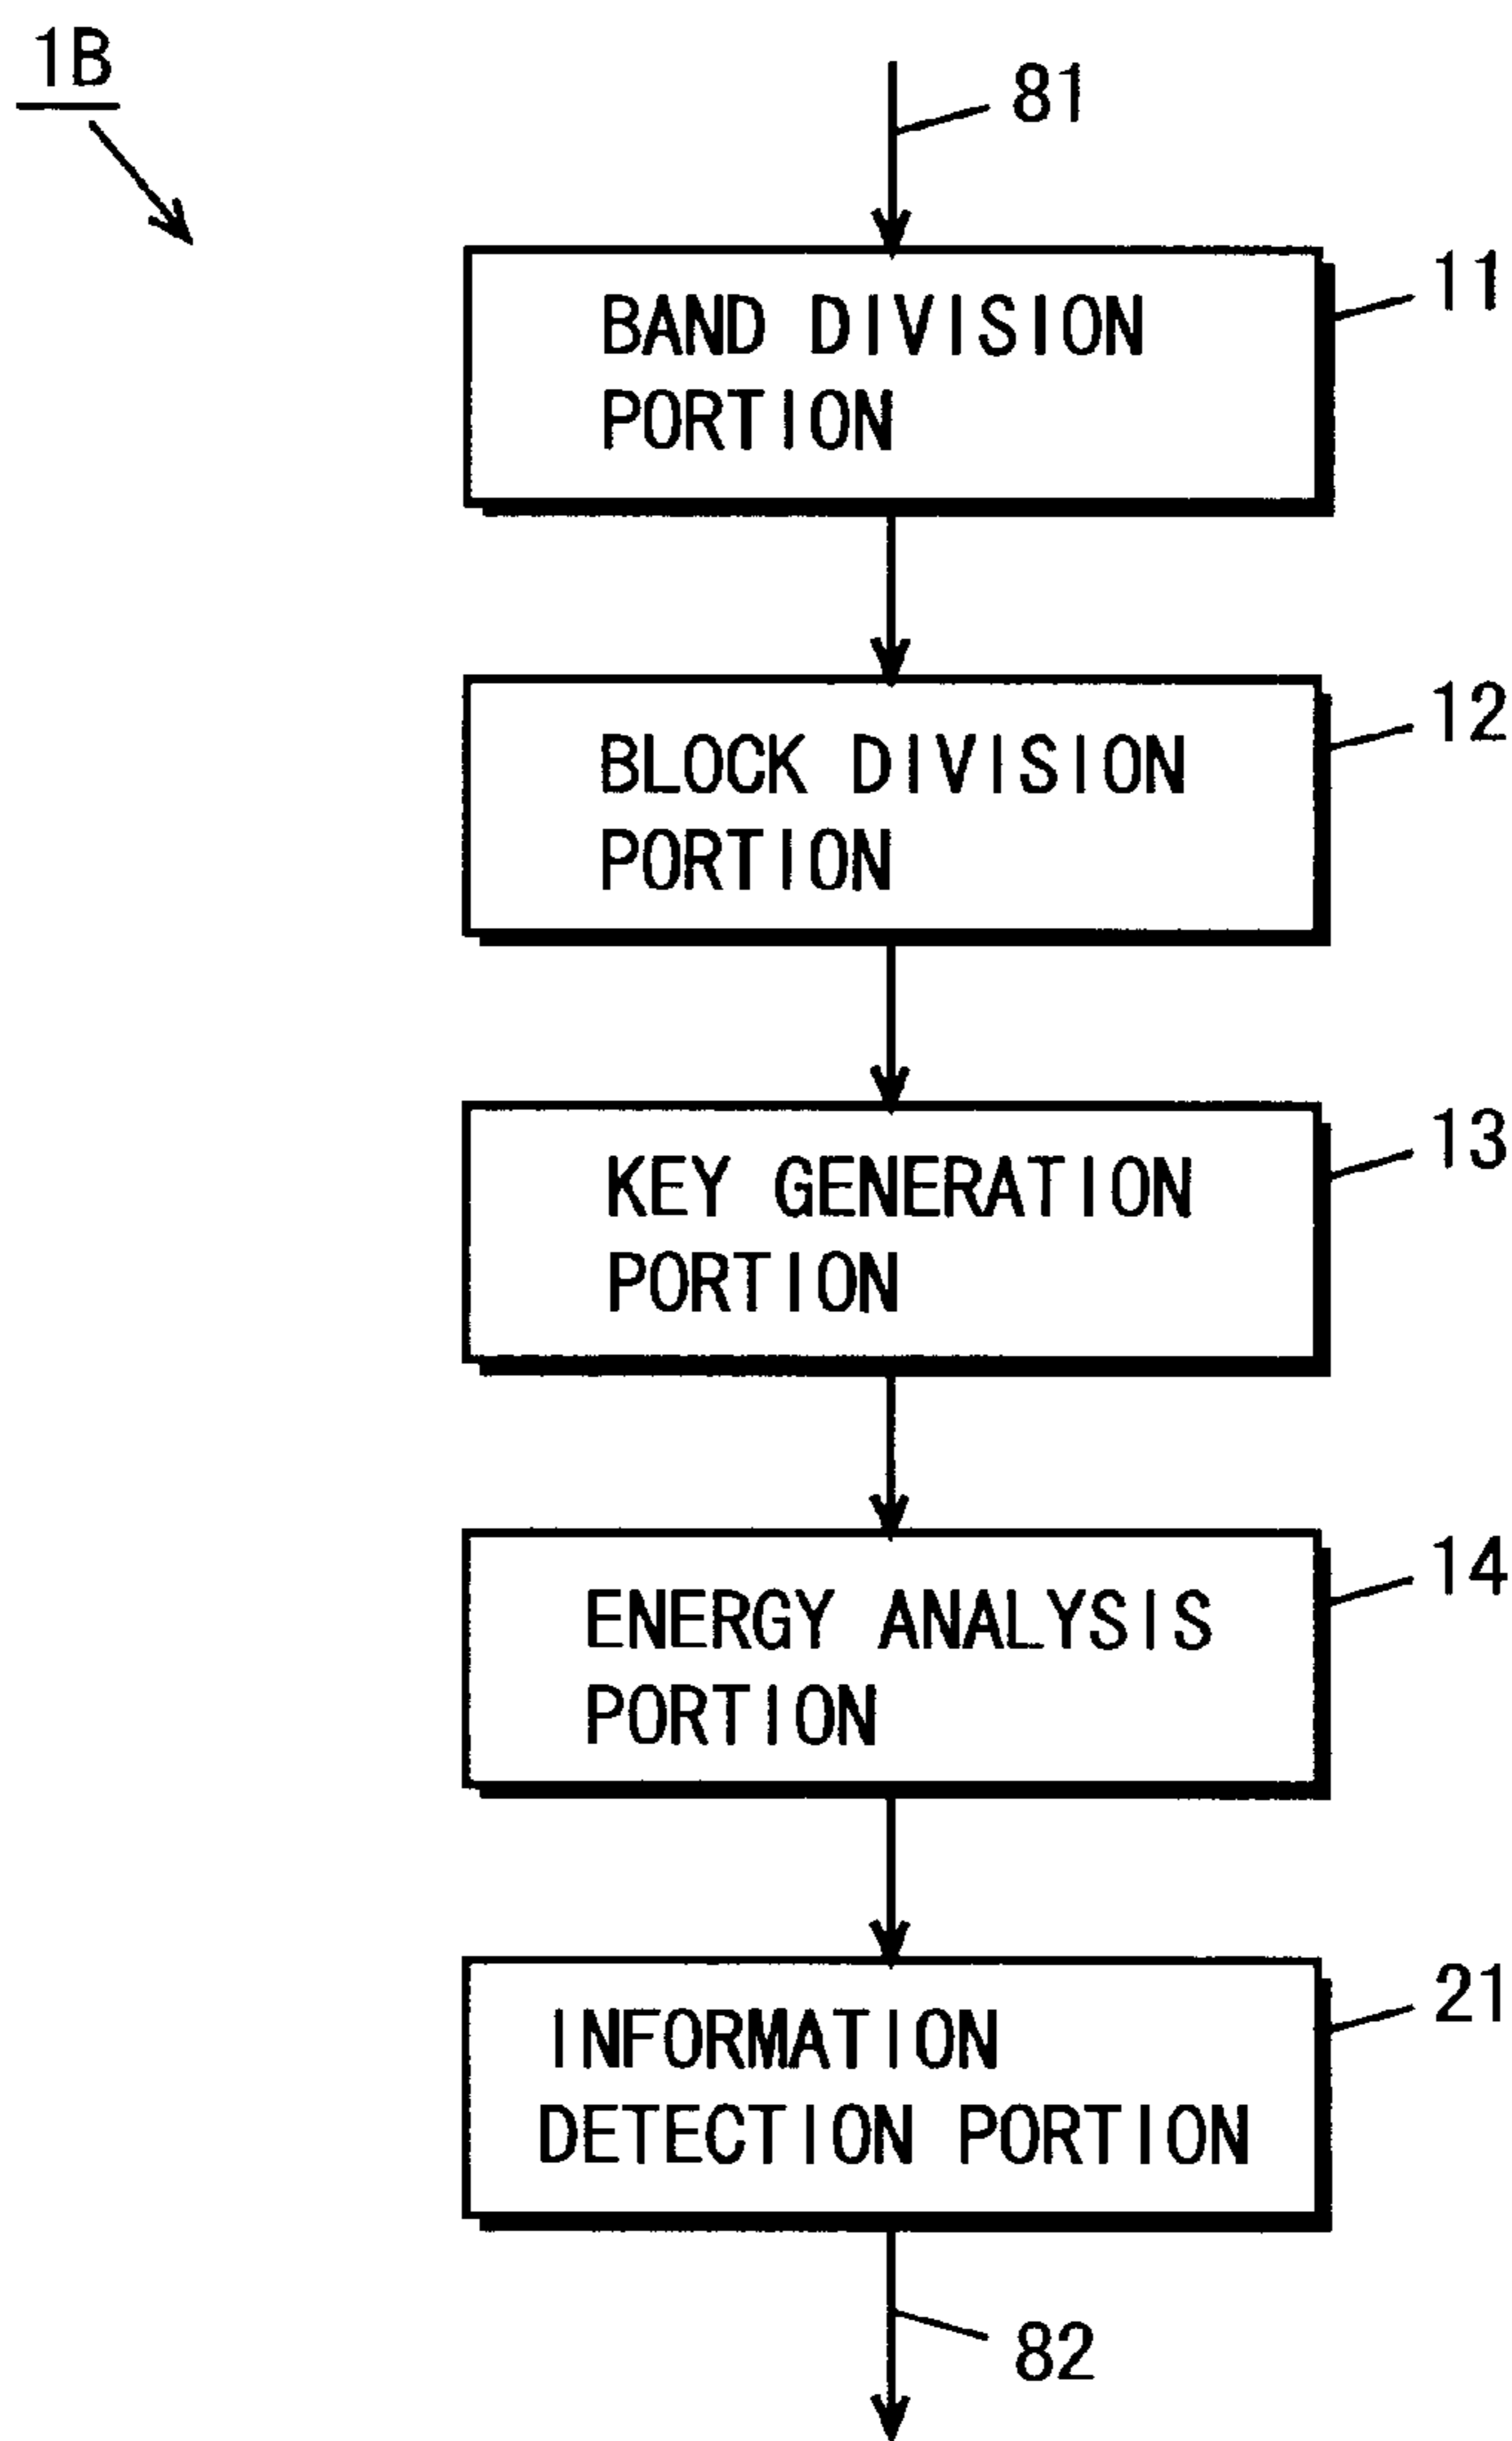 1B
81
BAND DIVISION
PORTION
11
BLOCK DIVISION
PORTION
12
KEY GENERATION
PORTION
13
ENERGY ANALYSIS
PORTION
14
INFORMATION
DETECTION PORTION
21
82